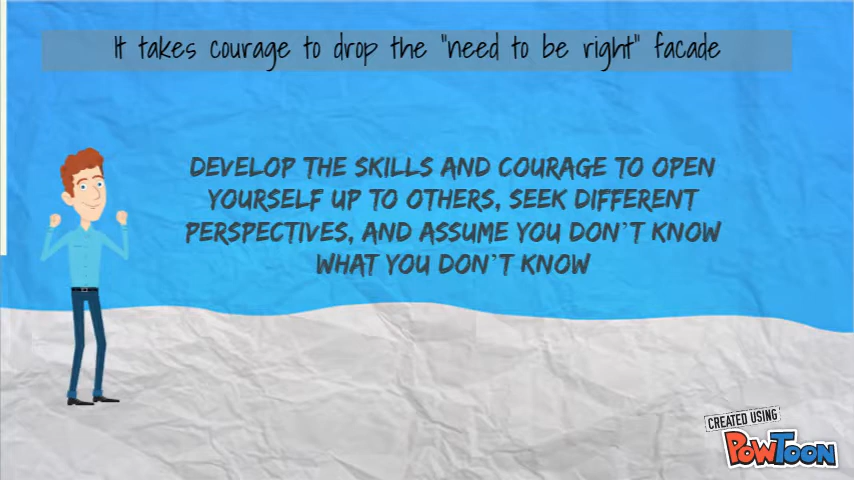 It takes courage to drop the "need to be right" facade
DEVELOP THE SKILLS AND COURAGE TO OPEN
YOURSELF UP TO OTHERS, SEEK DIFFERENT
PERSPECTIVES, AND ASSUME YOU DON'T KNOW
WHAT YOU DON'T KNOW
CREATED USING
POWTOON